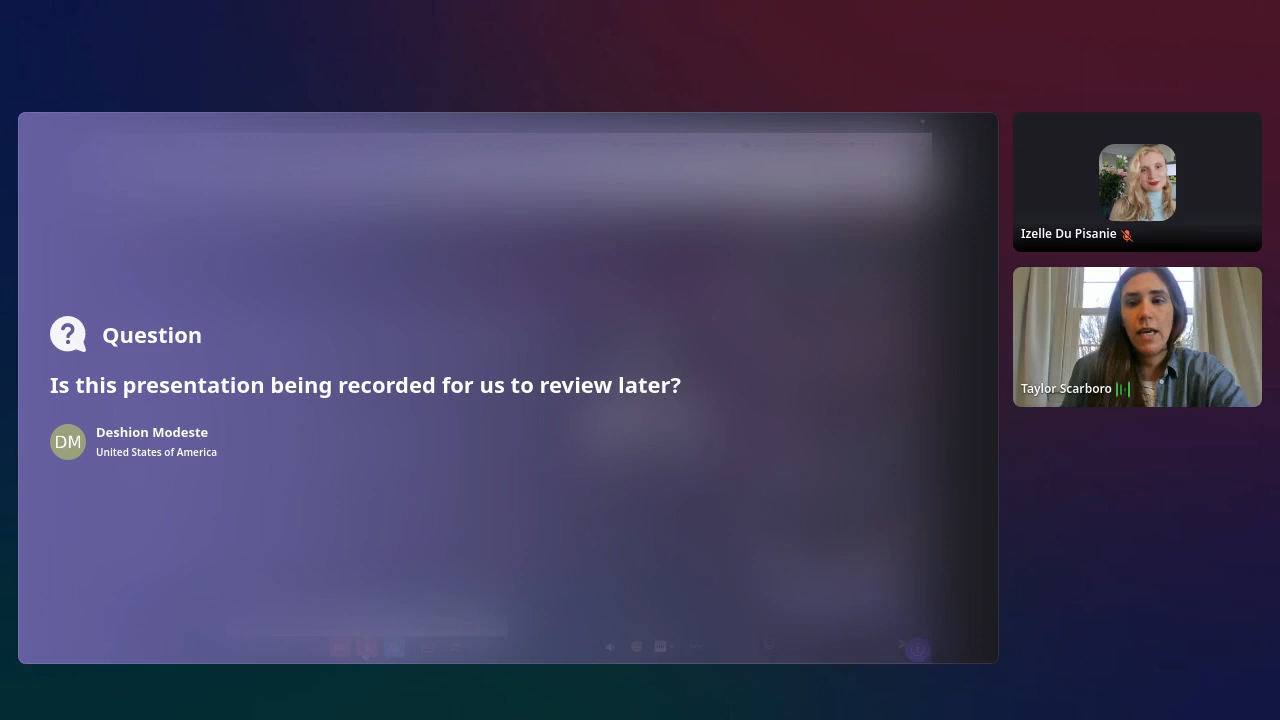 Question
Is this presentation being recorded for us to review later?
DM
Deshion Modeste
United States of America
Izelle Du Pisanie
Taylor Scarboro